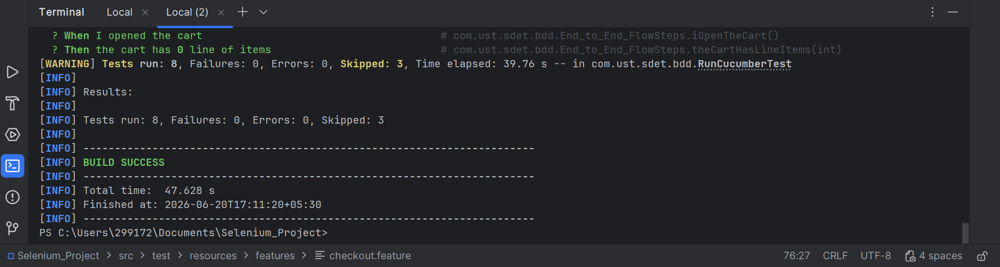 Terminal Local Local (2)
? When I opened the cart # com.ust.sdet.bdd.End_to_End_FlowSteps.iOpenTheCart()
? Then the cart has 0 line of items # com.ust.sdet.bdd.End_to_End_FlowSteps.theCartHasLineItems(int)
[WARNING] Tests run: 8, Failures: 0, Errors: 0, Skipped: 3, Time elapsed: 39.76 s -- in com.ust.sdet.bdd.RunCucumberTest
[INFO]
[INFO] Results:
[INFO]
[INFO] Tests run: 8, Failures: 0, Errors: 0, Skipped: 3
[INFO]
[INFO] ------------------------------------------------------------------------
[INFO] BUILD SUCCESS
[INFO] ------------------------------------------------------------------------
[INFO] Total time:  47.628 s
[INFO] Finished at: 2026-06-20T17:11:20+05:30
[INFO] ------------------------------------------------------------------------
PS C:\Users\299172\Documents\Selenium_Project>
Selenium_Project > src > test > resources > features > checkout.feature 76:27 CRLF UTF-8 4 spaces